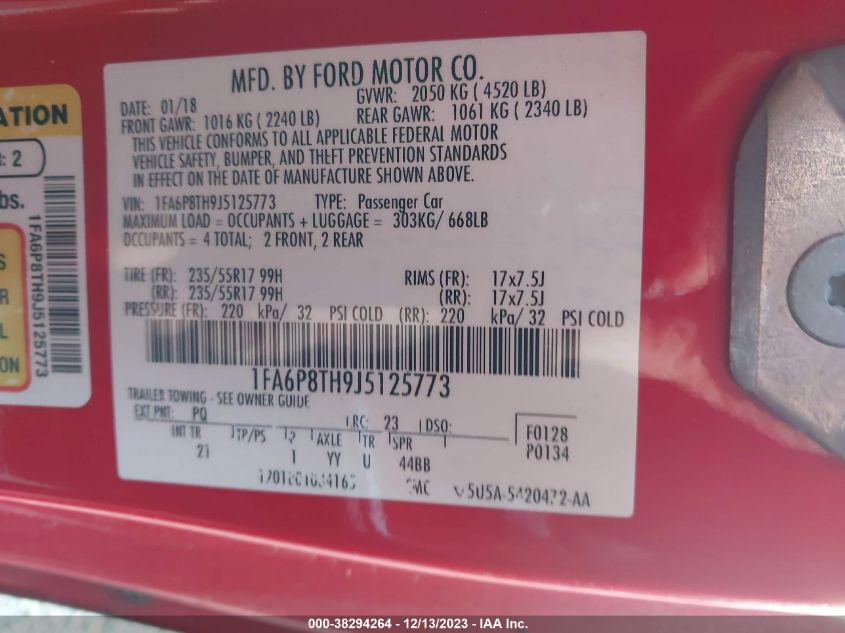 MFD. BY FORD MOTOR CO.
DATE: 01/18
GVWR: 2050 KG ( 4520 LB)
FRONT GAWR: 1016 KG ( 2240 LB)
REAR GAWR: 1061 KG ( 2340 LB)
THIS VEHICLE CONFORMS TO ALL APPLICABLE FEDERAL MOTOR
VEHICLE SAFETY, BUMPER, AND THEFT PREVENTION STANDARDS
IN EFFECT ON THE DATE OF MANUFACTURE SHOWN ABOVE.
VIN: 1FA6P8TH9J5125773 TYPE: Passenger Car
MAXIMUM LOAD = OCCUPANTS + LUGGAGE = 303KG/ 668LB
OCCUPANTS = 4 TOTAL; 2 FRONT, 2 REAR
TIRE (FR): 235/55R17 99H RIMS (FR): 17x7.5J
(RR): 235/55R17 99H (RR): 17x7.5J
PRESSURE (FR): 220 kPa/ 32 PSI COLD (RR): 220 kPa/ 32 PSI COLD
1FA6P8TH9J5125773
TRAILER TOWING - SEE OWNER GUIDE
EXT PNT: PQ RC: 23 DSO:
INT TR TP/PS AXLE TR SPR
21 1 YY U 44BB
F0128
P0134
ATION
: 2
bs.
1FA6P8TH9J5125773
S
R
L
ON
000-38294264 - 12/13/2023 - IAA Inc.